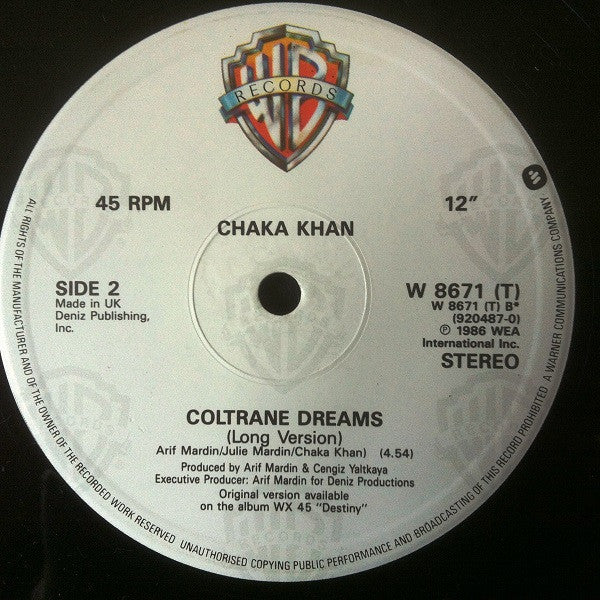 WB
RECORDS
45 RPM
12"
CHAKA KHAN
SIDE 2
Made in UK
Deniz Publishing,
Inc.
W 8671 (T)
W 8671 (T) B*
(920487-0)
℗ 1986 WEA
International Inc.
STEREO
COLTRANE DREAMS
(Long Version)
Arif Mardin/Julie Mardin/Chaka Khan) (4.54)
Produced by Arif Mardin & Cengiz Yaltkaya
Executive Producer: Arif Mardin for Deniz Productions
Original version available
on the album WX 45 "Destiny"
ALL RIGHTS OF THE MANUFACTURER AND OF THE OWNER OF THE RECORDED WORK RESERVED UNAUTHORISED COPYING PUBLIC PERFORMANCE AND BROADCASTING OF THIS RECORD PROHIBITED A WARNER COMMUNICATIONS COMPANY